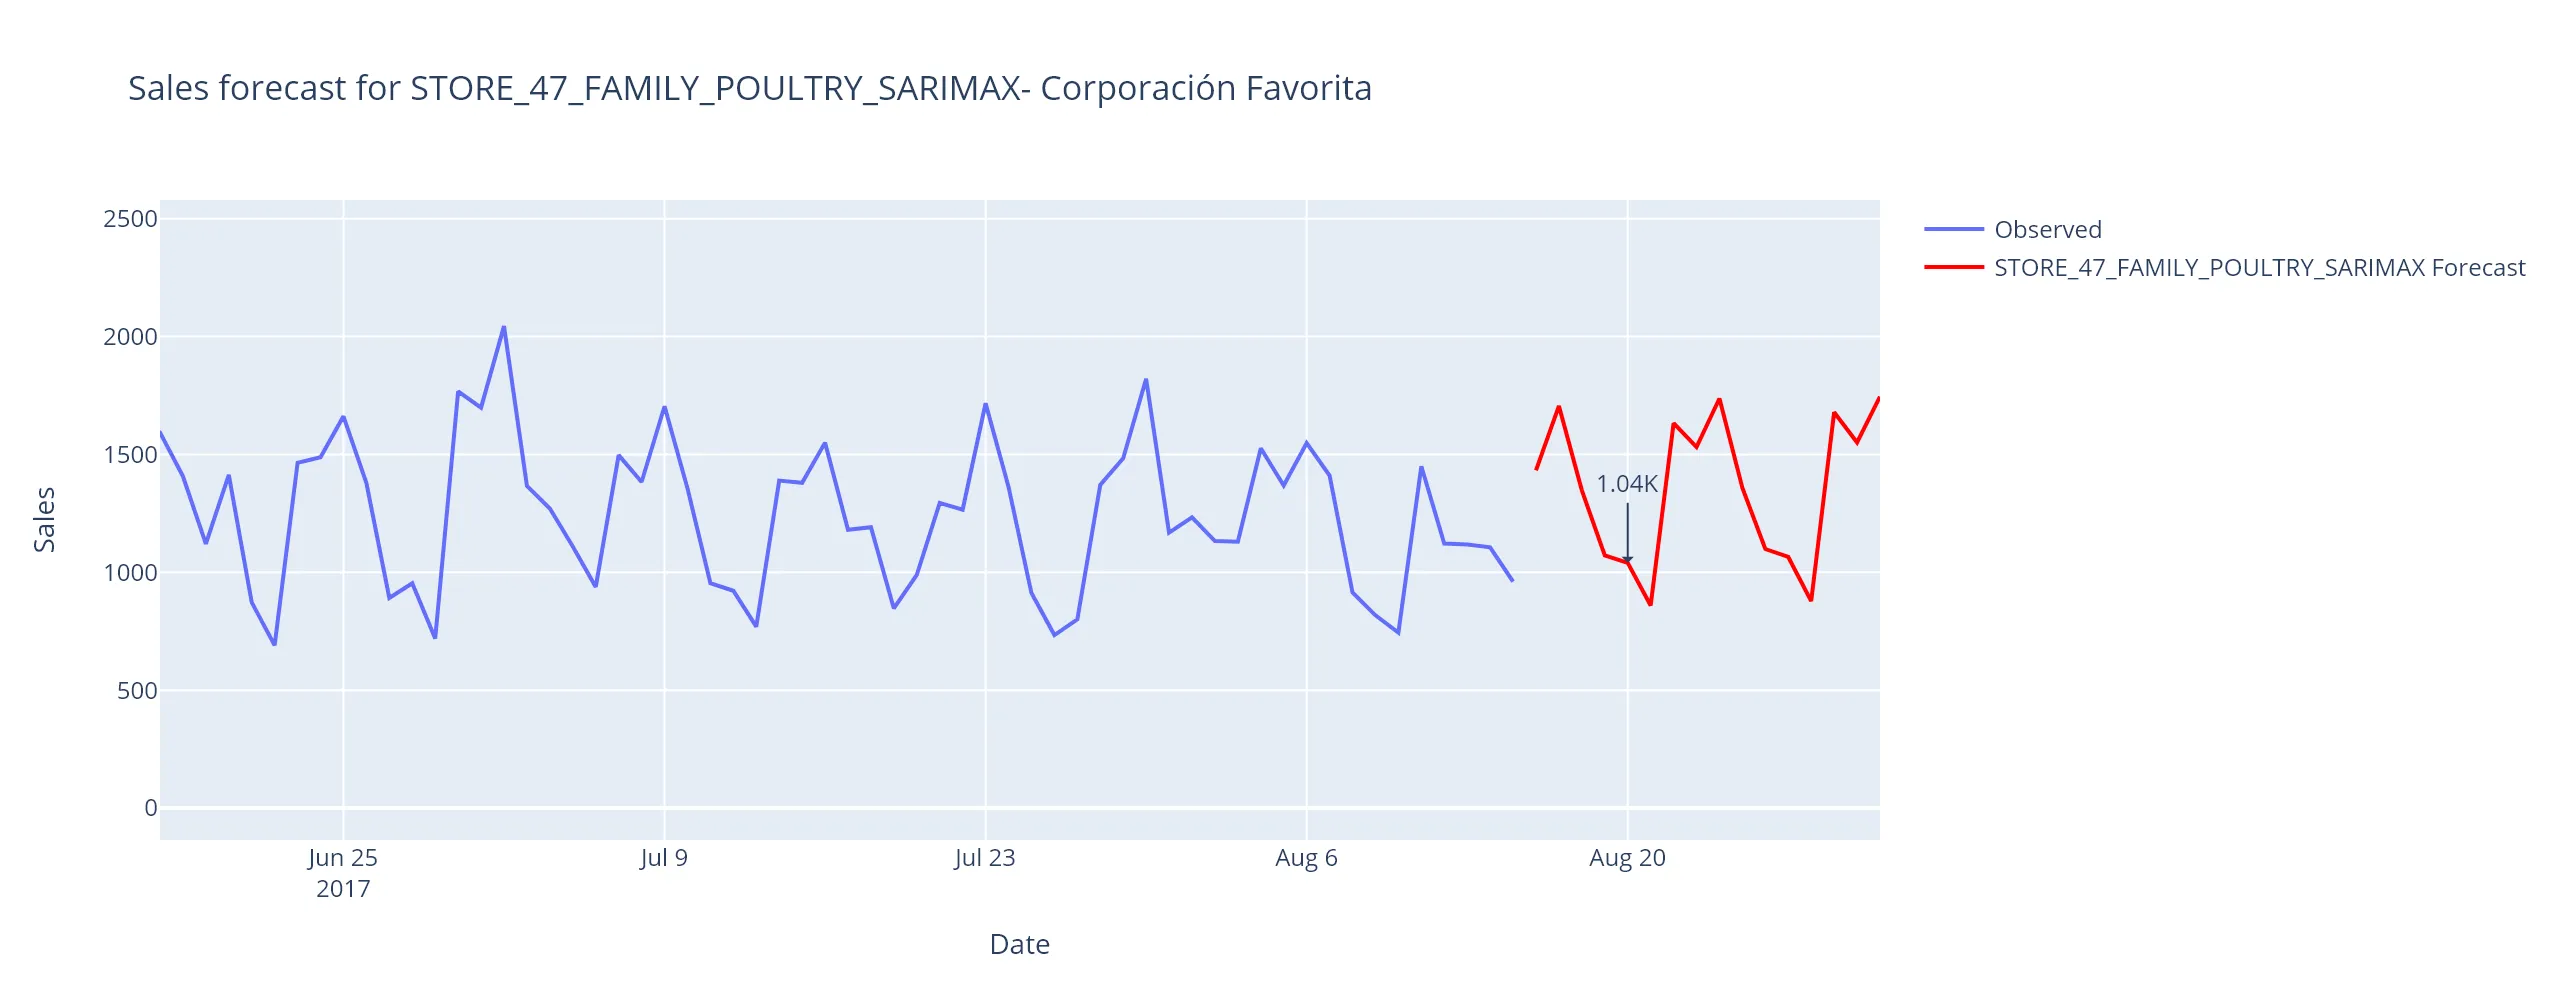 Sales forecast for STORE_47_FAMILY_POULTRY_SARIMAX- Corporación Favorita
Observed
STORE_47_FAMILY_POULTRY_SARIMAX Forecast
2500
2000
1500
1000
500
0
Sales
1.04K
Jun 25
2017
Jul 9
Jul 23
Aug 6
Aug 20
Date